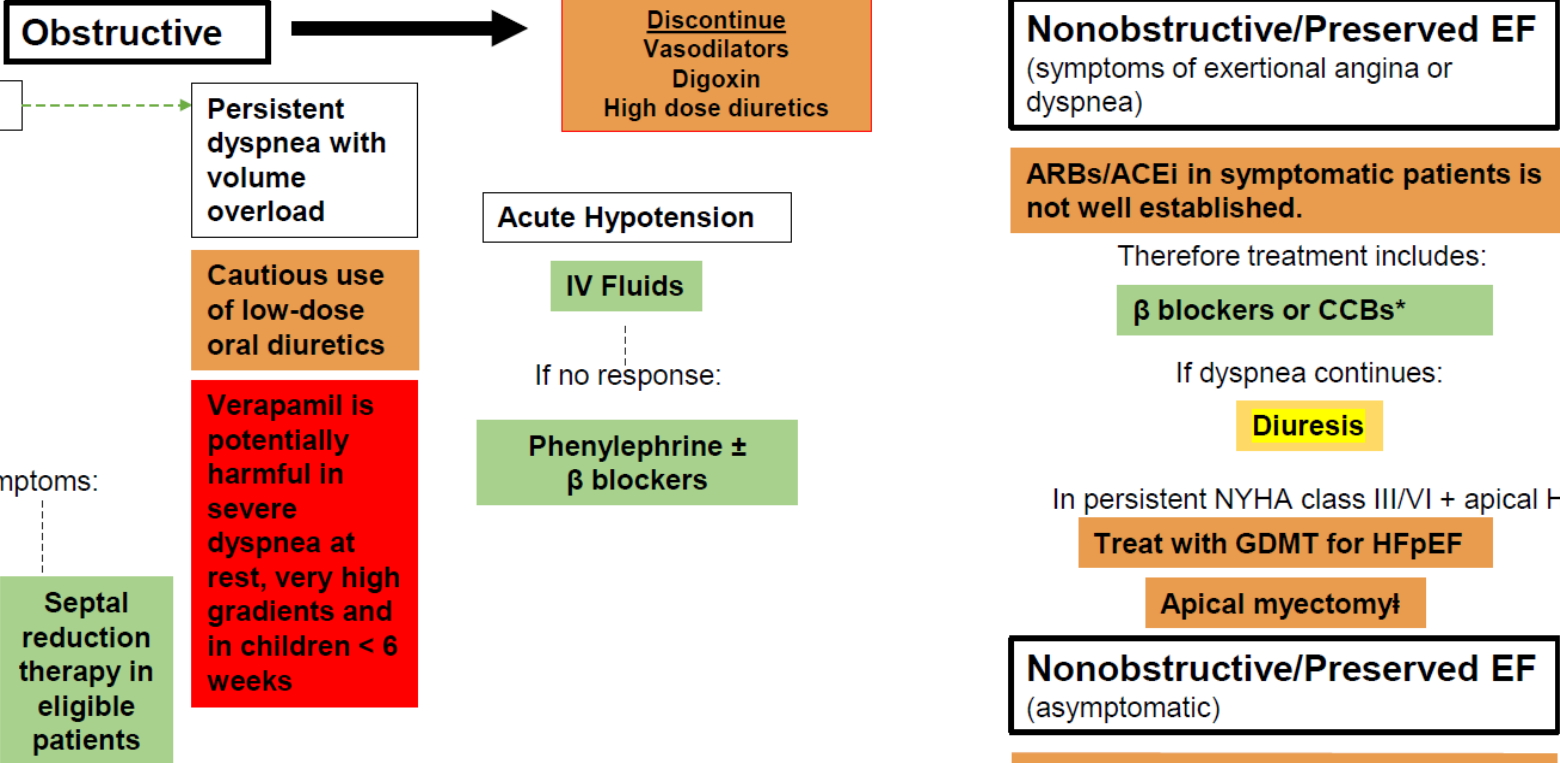 Obstructive
Discontinue
Vasodilators
Digoxin
High dose diuretics
Persistent
dyspnea with
volume
overload
Cautious use
of low-dose
oral diuretics
Verapamil is
potentially
harmful in
severe
dyspnea at
rest, very high
gradients and
in children < 6
weeks
Acute Hypotension
IV Fluids
If no response:
Phenylephrine ±
β blockers
mptoms:
Septal
reduction
therapy in
eligible
patients
Nonobstructive/Preserved EF
(symptoms of exertional angina or
dyspnea)
ARBs/ACEi in symptomatic patients is
not well established.
Therefore treatment includes:
β blockers or CCBs*
If dyspnea continues:
Diuresis
In persistent NYHA class III/VI + apical H
Treat with GDMT for HFpEF
Apical myectomyǂ
Nonobstructive/Preserved EF
(asymptomatic)